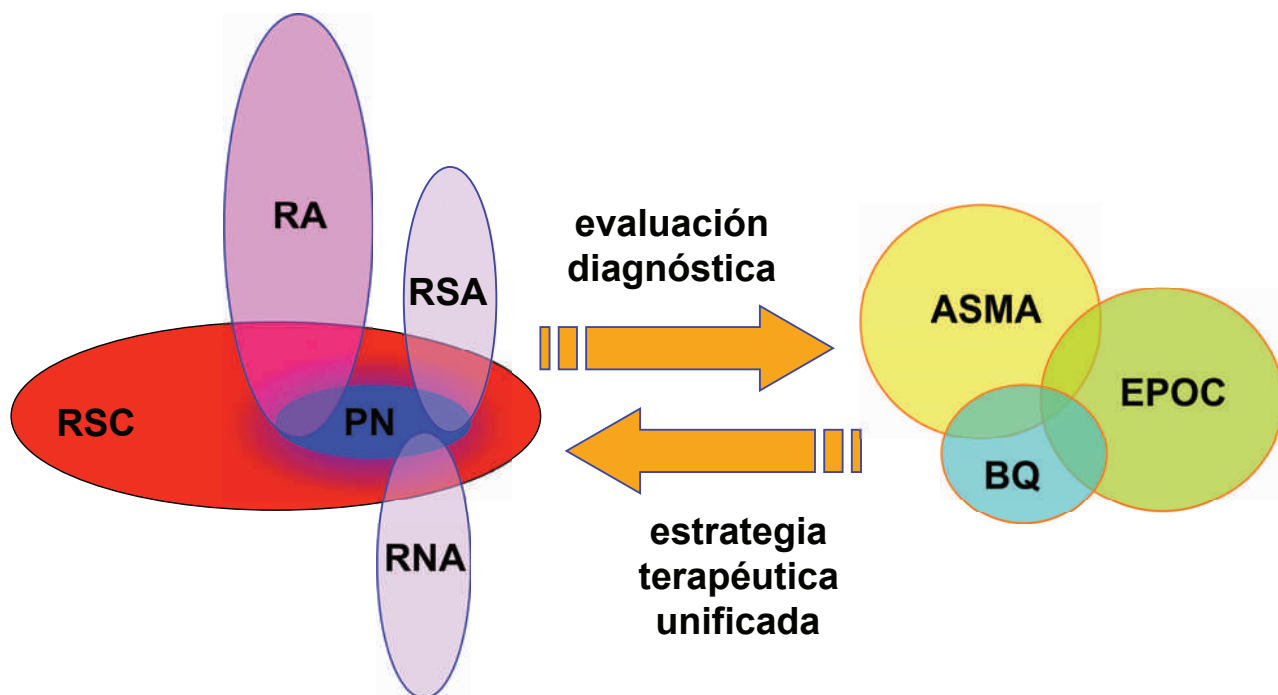 RA
RSA
RSC
PN
RNA
evaluación
diagnóstica
estrategia
terapéutica
unificada
ASMA
EPOC
BQ